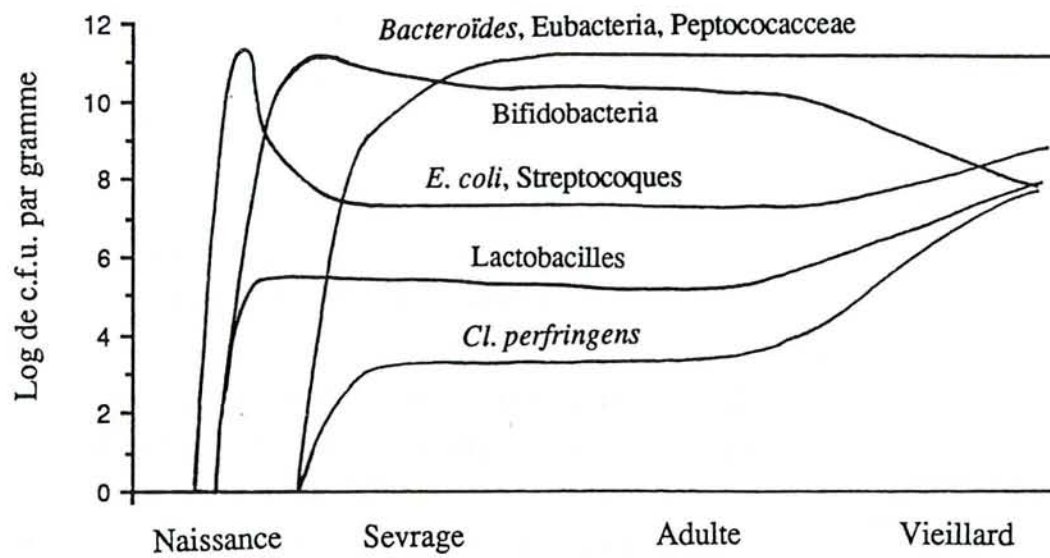 Log de c.f.u. par gramme
12
10
8
6
4
2
0
Bacteroïdes, Eubacteria, Peptococacceae
Bifidobacteria
E. coli, Streptocoques
Lactobacilles
Cl. perfringens
Naissance Sevrage Adulte Vieillard